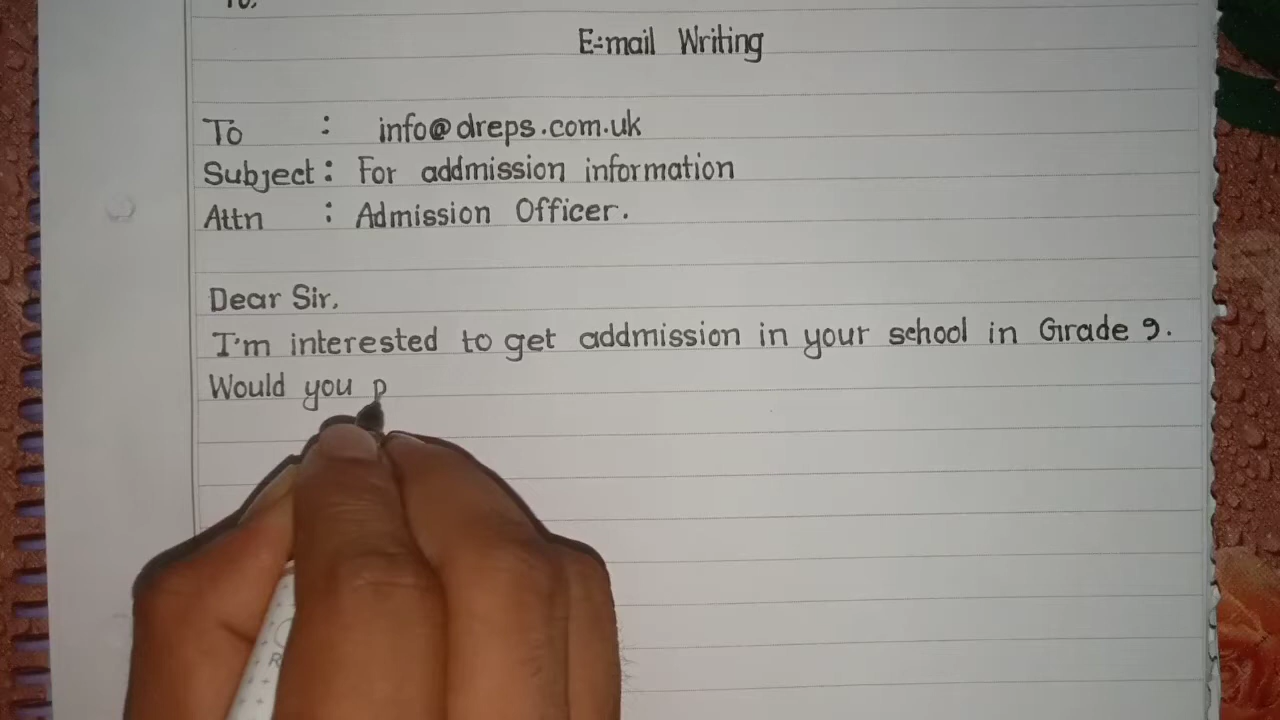 To,
E-mail Writing
To : info@dreps.com.uk
Subject : For addmission information
Attn : Admission Officer.
Dear Sir,
I'm interested to get addmission in your school in Grade 9.
Would you p